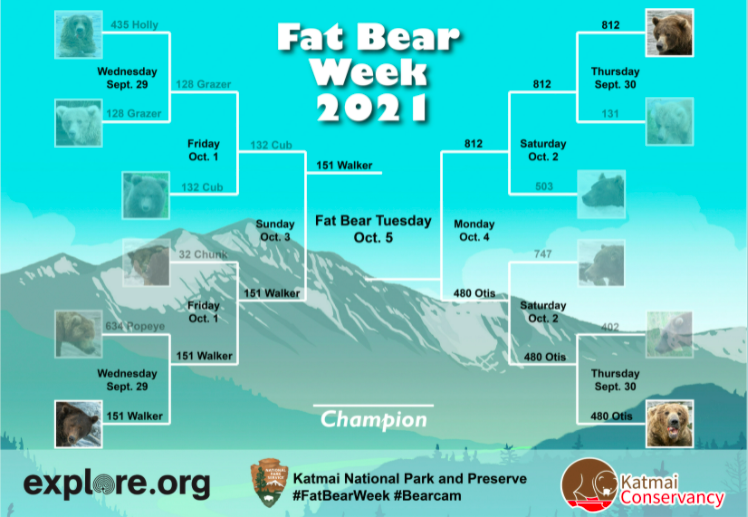 Fat Bear
Week
2021
435 Holly
Wednesday
Sept. 29
128 Grazer
128 Grazer
Friday
Oct. 1
132 Cub
132 Cub
151 Walker
Sunday
Oct. 3
32 Chunk
151 Walker
Friday
Oct. 1
634 Popeye
151 Walker
Wednesday
Sept. 29
151 Walker
Fat Bear Tuesday
Oct. 5
812
812
Thursday
Sept. 30
812
131
Saturday
Oct. 2
503
Monday
Oct. 4
747
480 Otis
Saturday
Oct. 2
402
480 Otis
Thursday
Sept. 30
480 Otis
Champion
explore.org
NATIONAL
PARK
SERVICE
Katmai National Park and Preserve
#FatBearWeek #Bearcam
Katmai
Conservancy